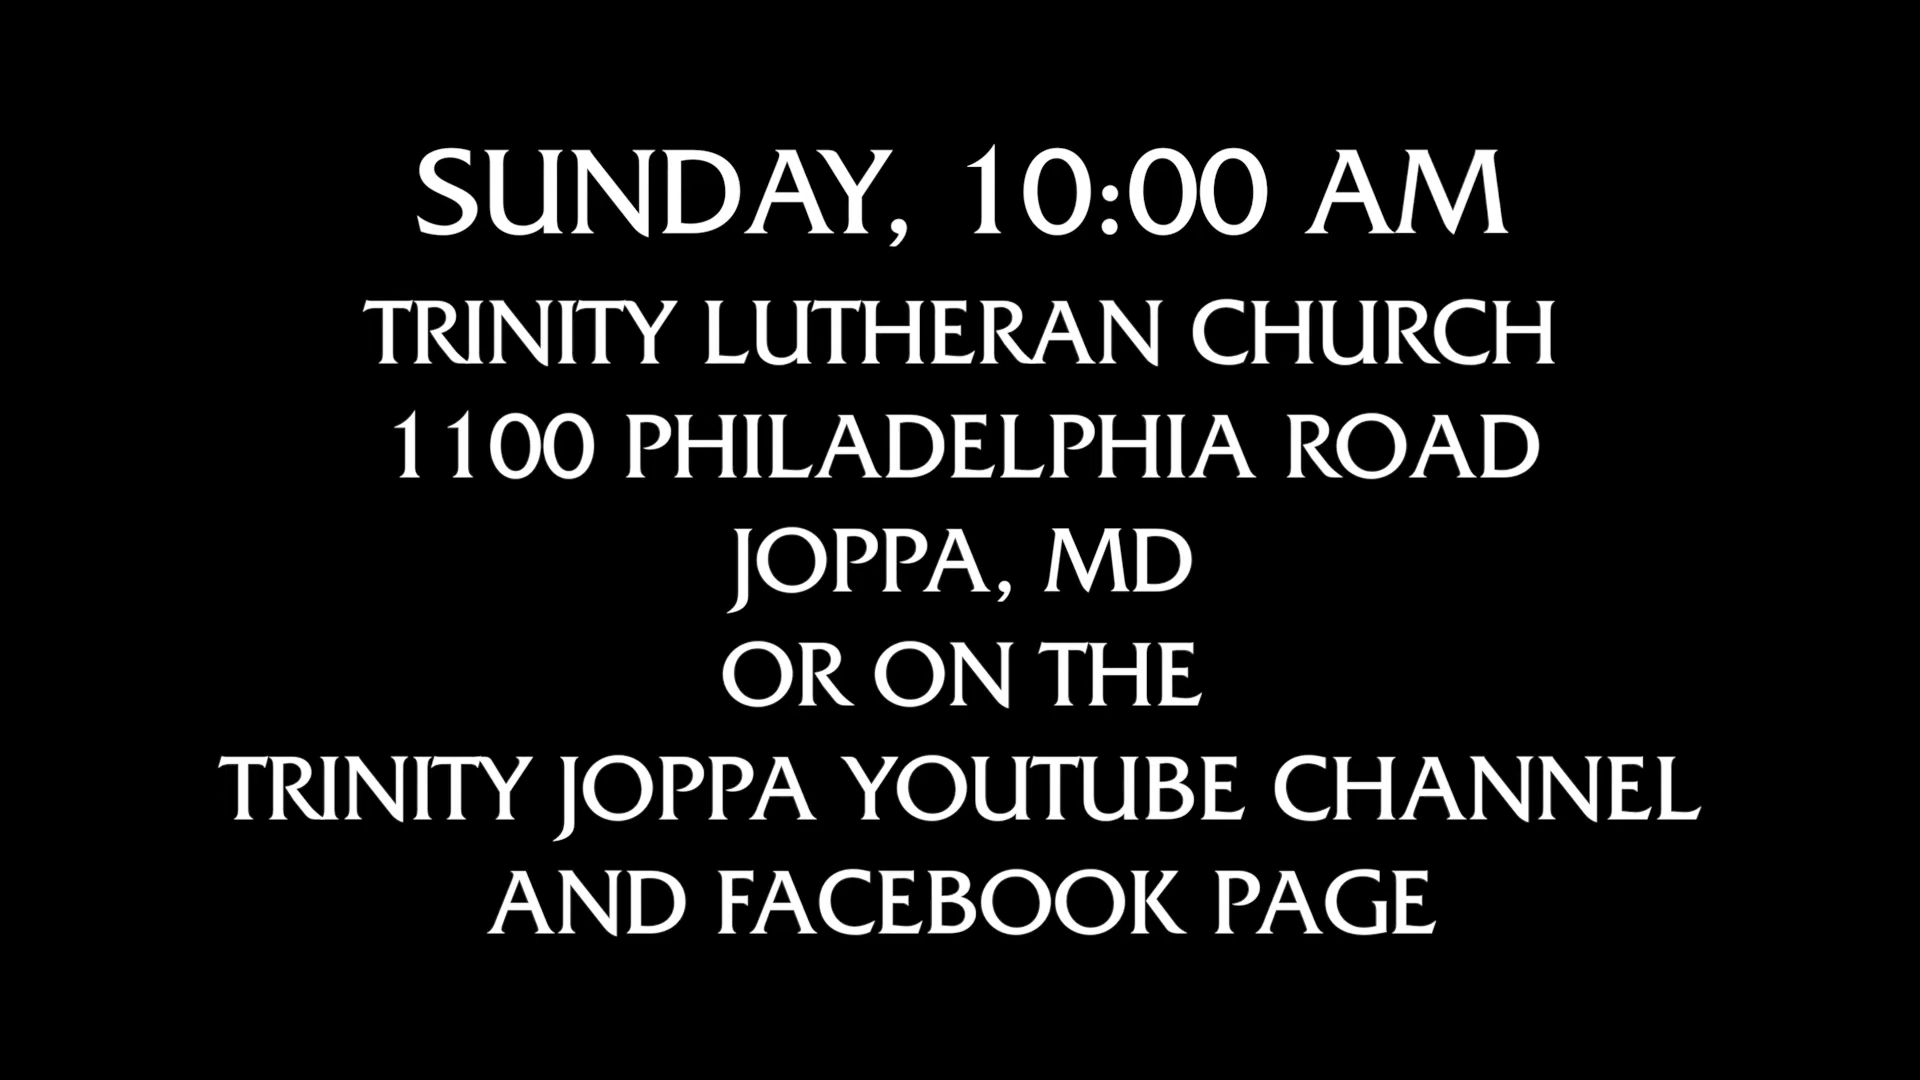 SUNDAY, 10:00 AM
TRINITY LUTHERAN CHURCH
1100 PHILADELPHIA ROAD
JOPPA, MD
OR ON THE
TRINITY JOPPA YOUTUBE CHANNEL
AND FACEBOOK PAGE